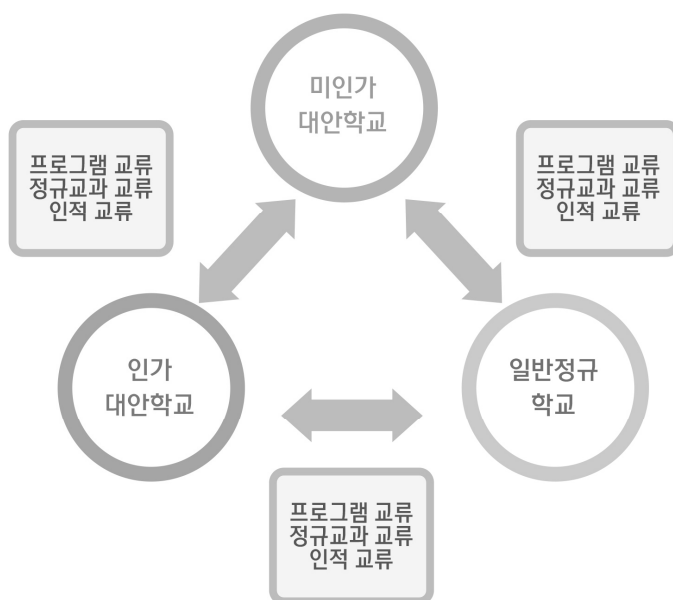 미인가
대안학교
프로그램 교류
정규교과 교류
인적 교류
프로그램 교류
정규교과 교류
인적 교류
인가
대안학교
일반정규
학교
프로그램 교류
정규교과 교류
인적 교류